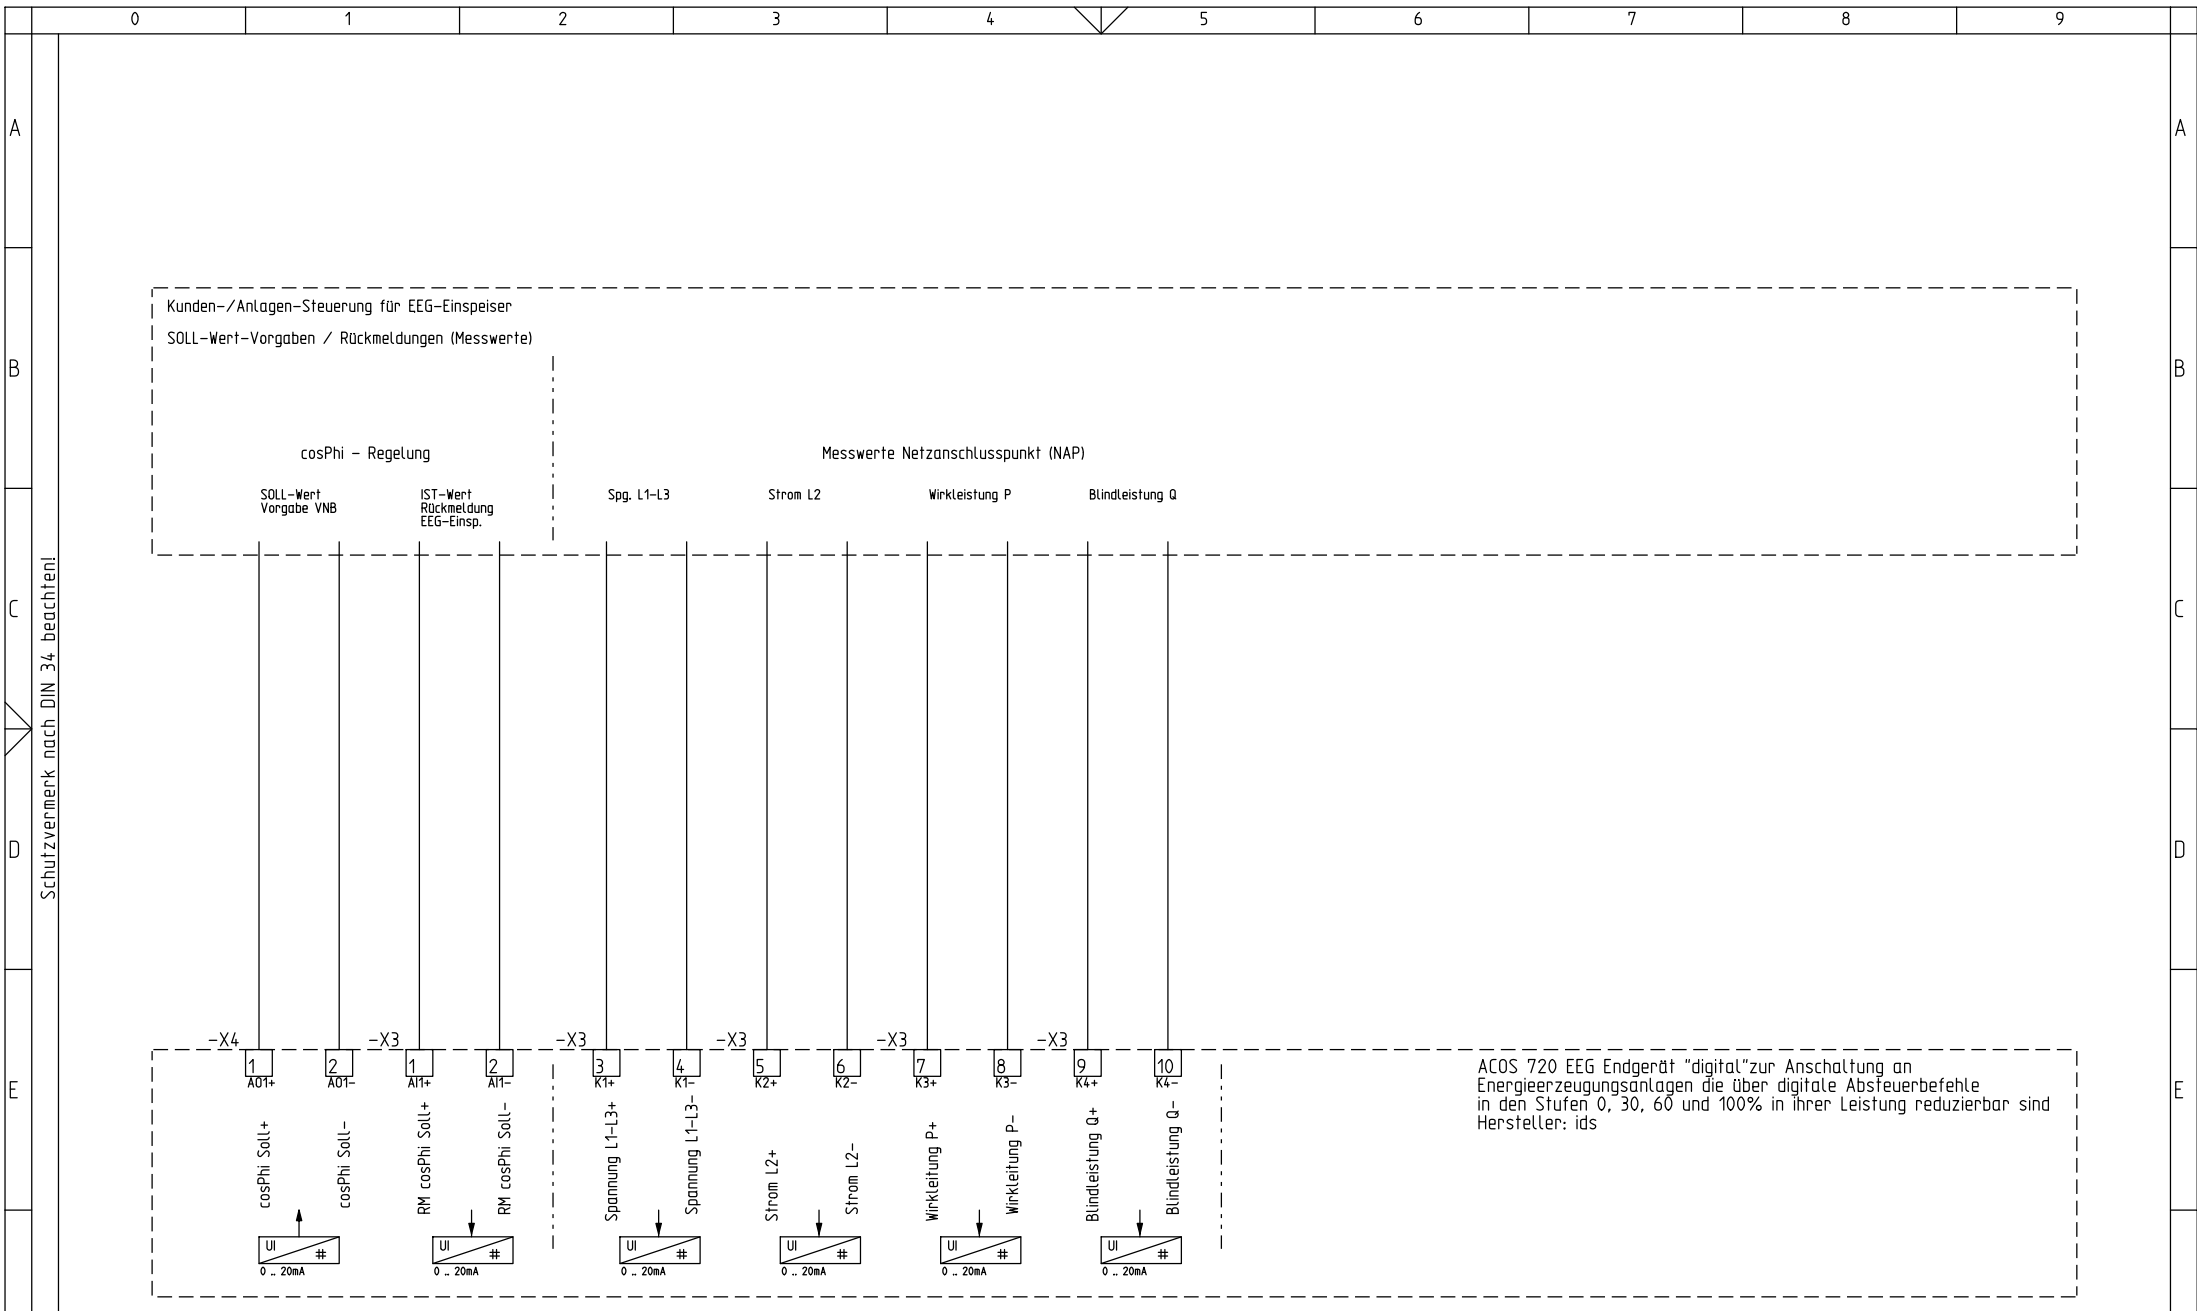 0 1 2 3 4 5 6 7 8 9
A A
Kunden-/Anlagen-Steuerung für EEG-Einspeiser
SOLL-Wert-Vorgaben / Rückmeldungen (Messwerte)
B B
cosPhi - Regelung Messwerte Netzanschlusspunkt (NAP)
SOLL-Wert
Vorgabe VNB
IST-Wert
Rückmeldung
EEG-Einsp.
Spg. L1-L3
Strom L2
Wirkleistung P
Blindleistung Q
C C
Schutzvermerk nach DIN 34 beachten!
D D
-X4 -X3 -X3 -X3 -X3 -X3
1 2 1 2 3 4 5 6 7 8 9 10
AO1+ AO1- AI1+ AI1- K1+ K1- K2+ K2- K3+ K3- K4+ K4-
E E
ACOS 720 EEG Endgerät "digital"zur Anschaltung an
Energieerzeugungsanlagen die über digitale Absteuerbefehle
in den Stufen 0, 30, 60 und 100% in ihrer Leistung reduzierbar sind
Hersteller: ids
cosPhi Soll+
cosPhi Soll-
RM cosPhi Soll+
RM cosPhi Soll-
Spannung L1-L3+
Spannung L1-L3-
Strom L2+
Strom L2-
Wirkleitung P+
Wirkleitung P-
Blindleistung Q+
Blindleistung Q-
UI # UI # UI # UI # UI # UI #
0 .. 20mA 0 .. 20mA 0 .. 20mA 0 .. 20mA 0 .. 20mA 0 .. 20mA